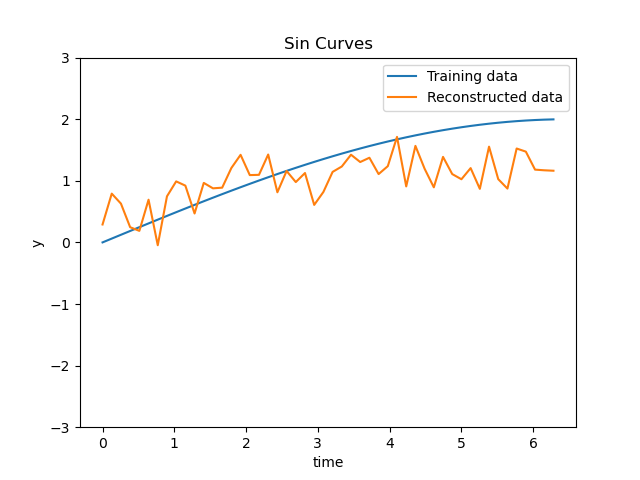 Sin Curves
Training data
Reconstructed data
3
2
1
0
−1
−2
−3
y
0 1 2 3 4 5 6
time